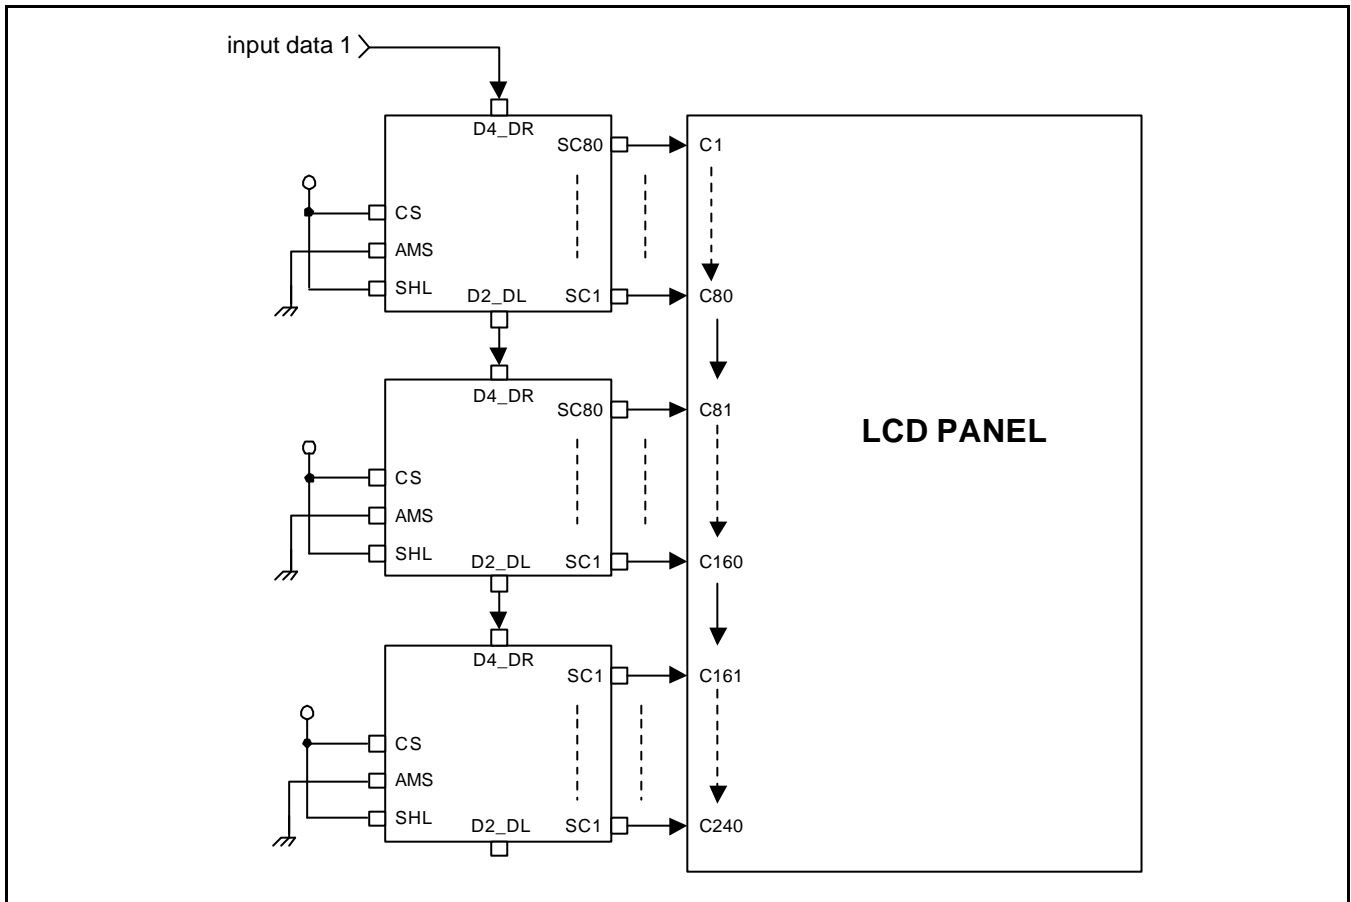 input data 1
D4_DR
SC80
C1
CS
AMS
SHL
D2_DL
SC1
C80
D4_DR
SC80
C81
LCD PANEL
CS
AMS
SHL
D2_DL
SC1
C160
D4_DR
SC1
C161
CS
AMS
SHL
D2_DL
SC1
C240